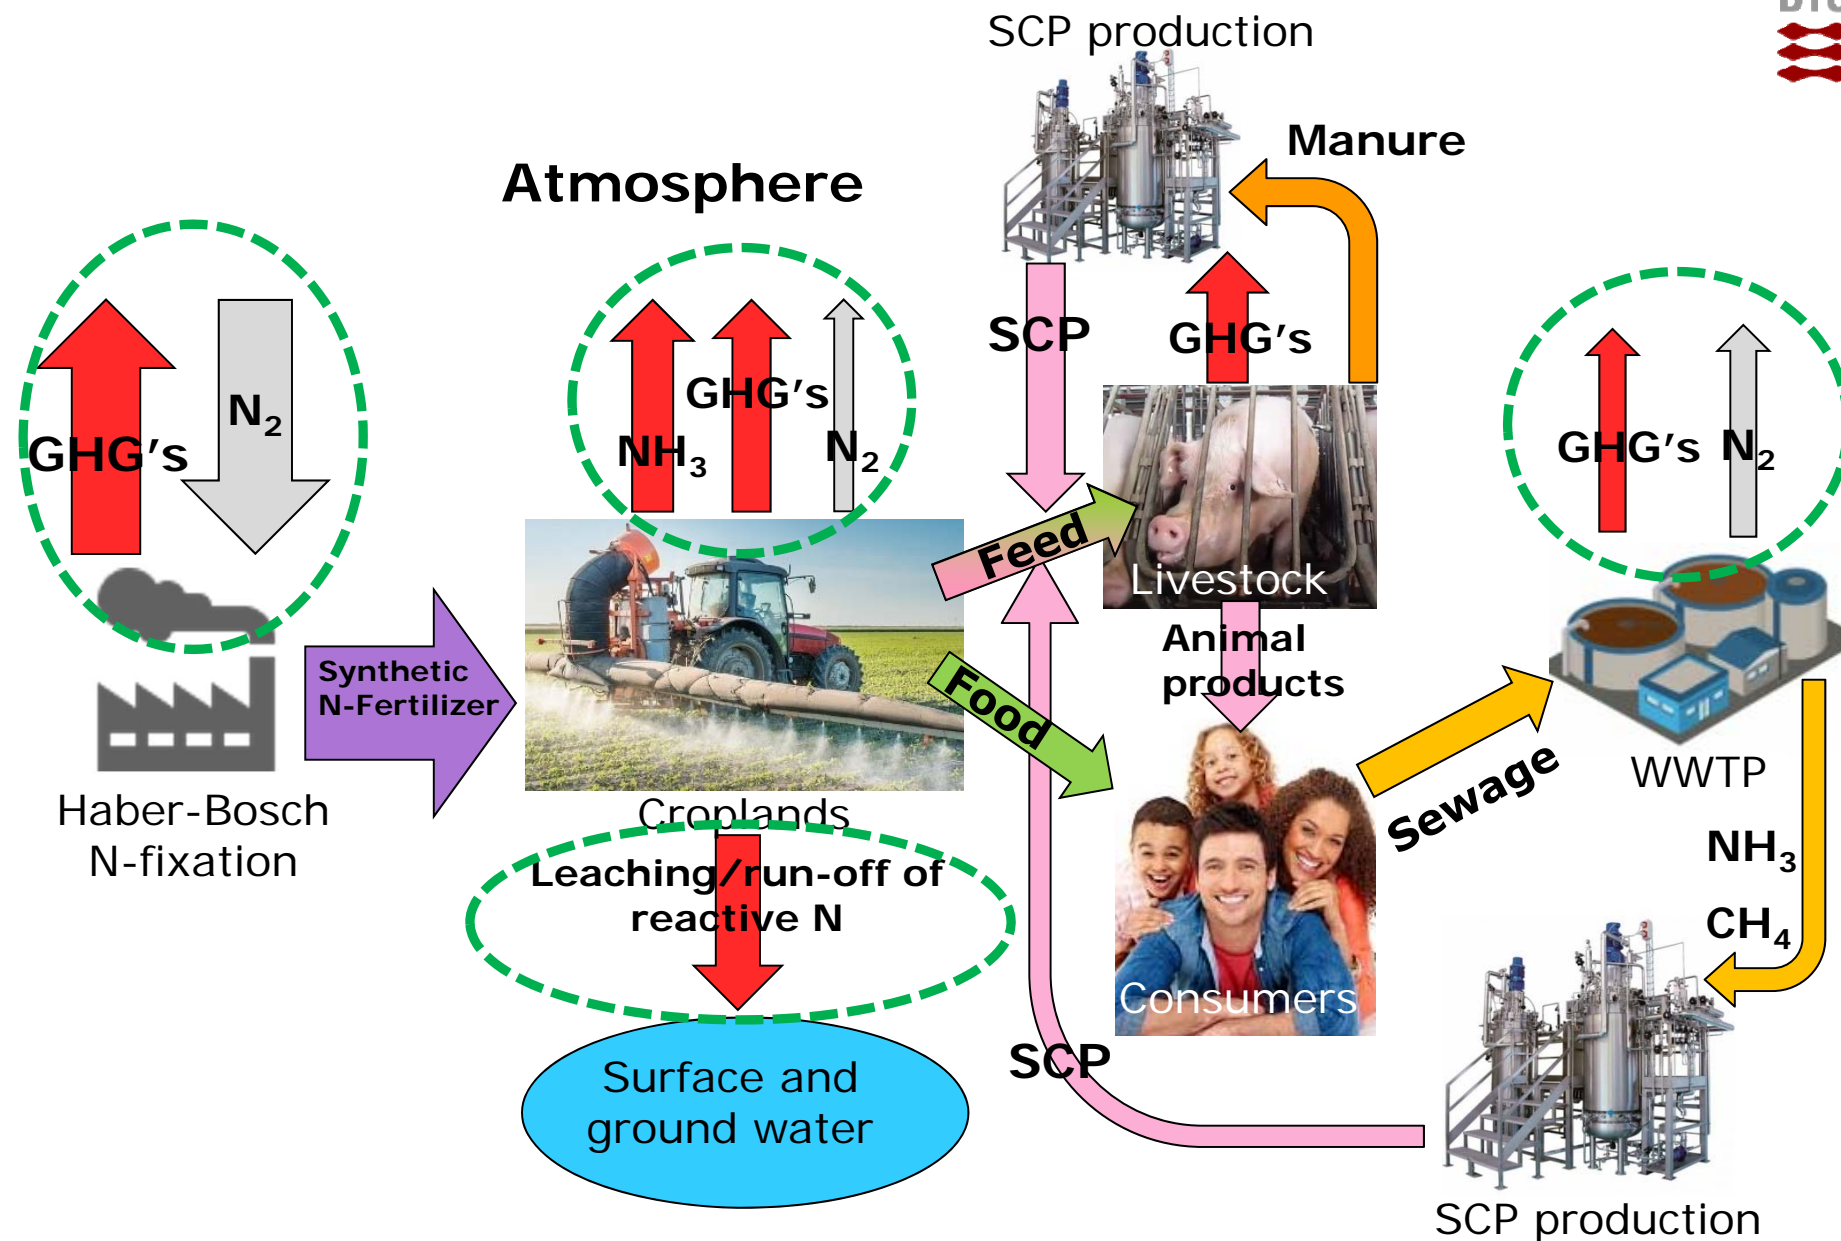 SCP production
Manure
Atmosphere
GHG's
N₂
NH₃
GHG's
N₂
SCP
GHG's
GHG's
N₂
Feed
Livestock
Synthetic
N-Fertilizer
Food
Animal
products
Sewage
WWTP
Haber-Bosch
N-fixation
Croplands
Leaching/run-off of
reactive N
NH₃
CH₄
Consumers
SCP
Surface and
ground water
SCP production